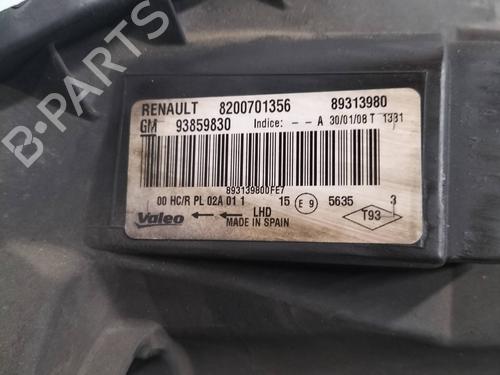 RENAULT 8200701356 89313980
GM 93859830 Indice: - - A 30/01/08 T 1331
893139800FE7
00 HC/R PL 02A 01 1 15 E 9 5635 3
Valeo LHD T93
MADE IN SPAIN
B-PARTS